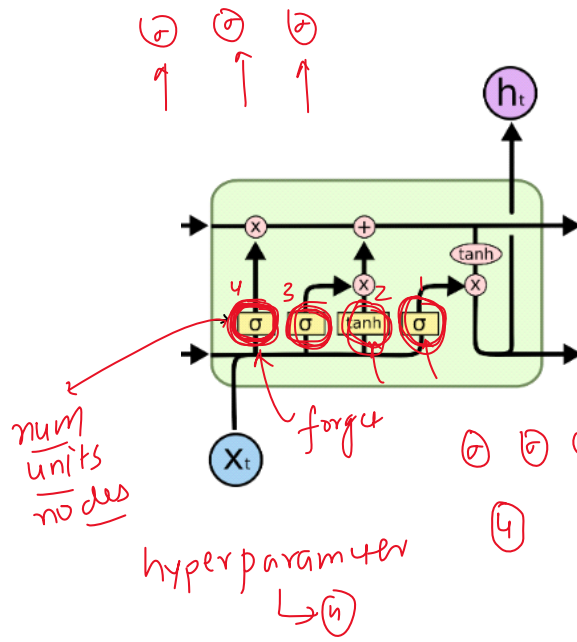 σ σ σ
h_t
x +
tanh
4 3 x 2 1 x
σ σ tanh σ
num
units
nodes
forget
X_t
σ σ
4
hyperparameter